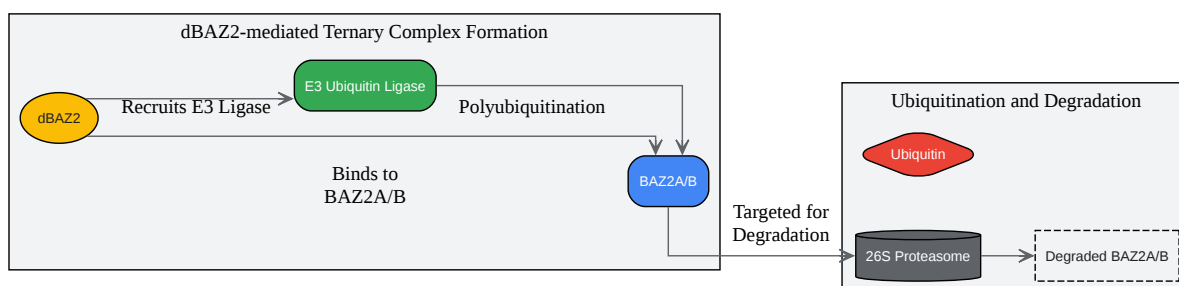 dBAZ2-mediated Ternary Complex Formation
E3 Ubiquitin Ligase
dBAZ2
Recruits E3 Ligase
Polyubiquitination
Binds to
BAZ2A/B
BAZ2A/B
Targeted for
Degradation
Ubiquitination and Degradation
Ubiquitin
26S Proteasome
Degraded BAZ2A/B